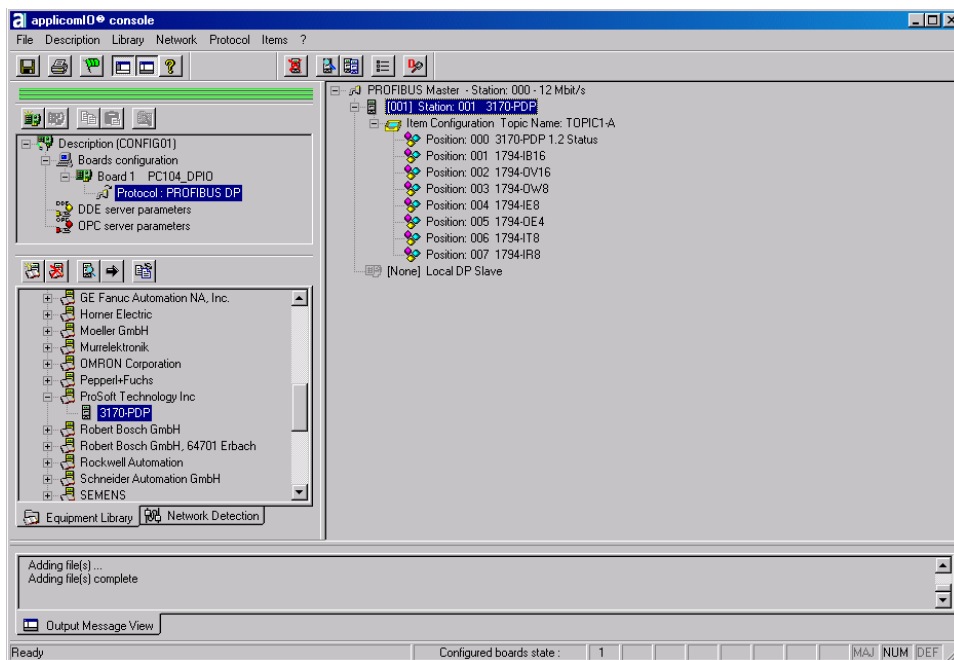 applicomIO® console
File Description Library Network Protocol Items ?
Description (CONFIG01)
Boards configuration
Board 1 PC104_DPIO
Protocol : PROFIBUS DP
DDE server parameters
OPC server parameters
GE Fanuc Automation NA, Inc.
Horner Electric
Moeller GmbH
Murrelektronik
OMRON Corporation
Pepperl+Fuchs
ProSoft Technology Inc
3170-PDP
Robert Bosch GmbH
Robert Bosch GmbH, 64701 Erbach
Rockwell Automation
Schneider Automation GmbH
SEMENS
Equipment Library
Network Detection
PROFIBUS Master - Station: 000 - 12 Mbit/s
[001] Station: 001 3170-PDP
Item Configuration Topic Name: TOPIC1-A
Position: 000 3170-PDP 1.2 Status
Position: 001 1794-IB16
Position: 002 1794-OV16
Position: 003 1794-OW8
Position: 004 1794-IE8
Position: 005 1794-OE4
Position: 006 1794-IT8
Position: 007 1794-IR8
[None] Local DP Slave
Adding file(s) ...
Adding file(s) complete
Output Message View
Ready
Configured boards state : 1
MAJ NUM DEF